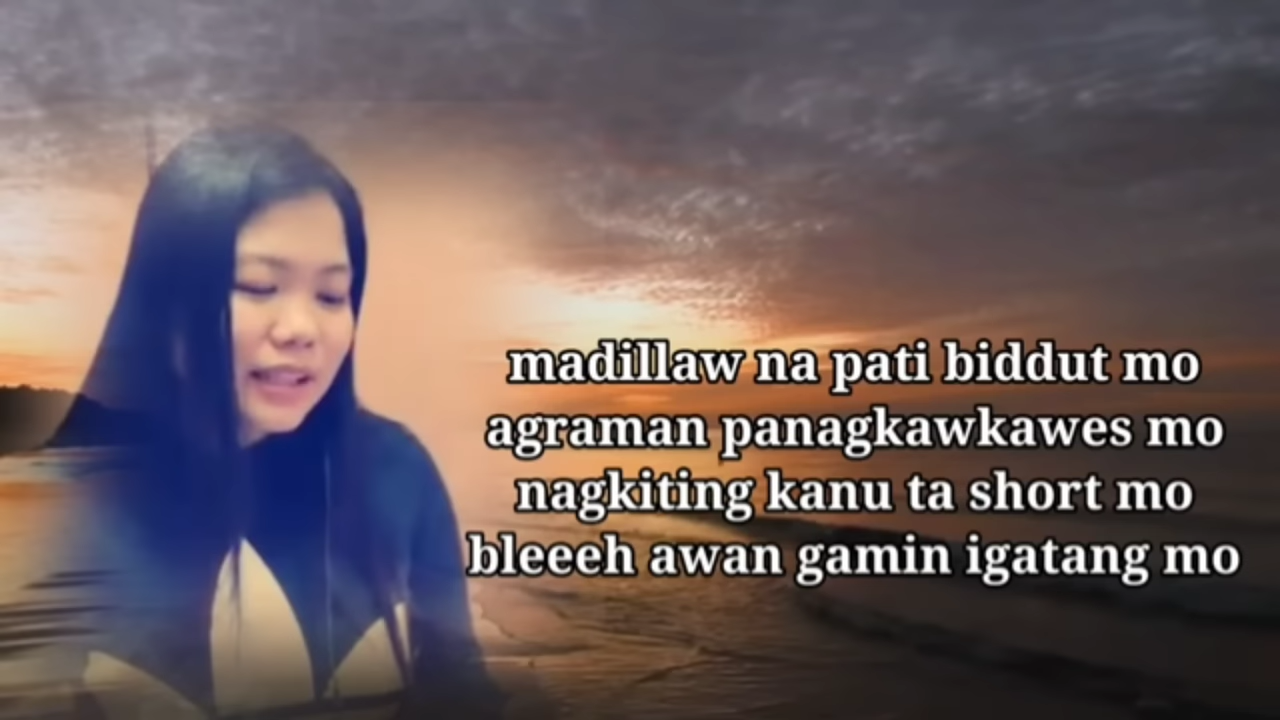 madillaw na pati biddut mo
agraman panagkawkawes mo
nagkiting kanu ta short mo
bleeeh awan gamin igatang mo